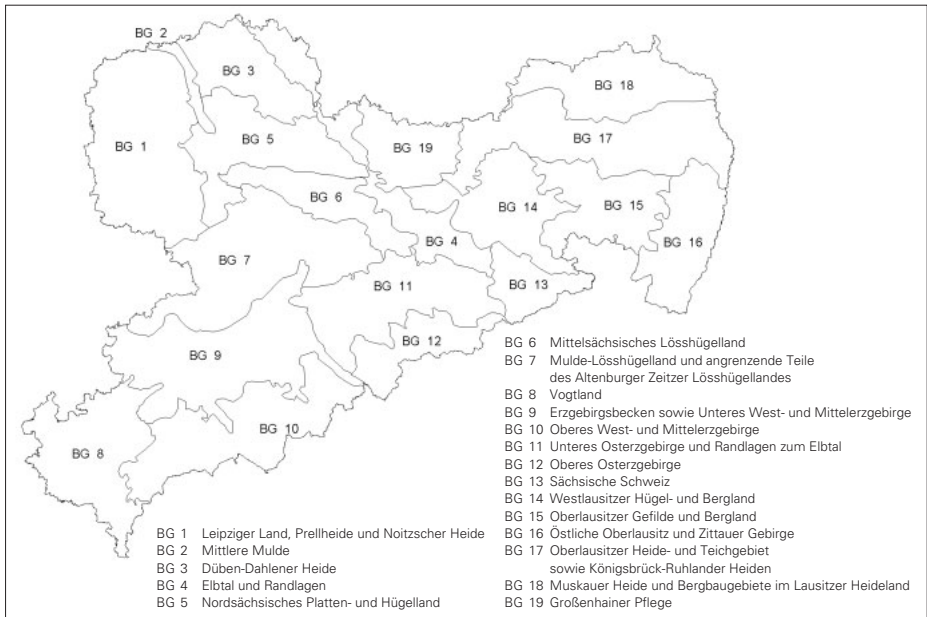 BG 2
BG 3
BG 18
BG 1
BG 5
BG 19
BG 17
BG 6
BG 14
BG 15
BG 4
BG 16
BG 7
BG 11
BG 13
BG 12
BG 9
BG 10
BG 8
BG 1 Leipziger Land, Prellheide und Noitzscher Heide
BG 2 Mittlere Mulde
BG 3 Düben-Dahlener Heide
BG 4 Elbtal und Randlagen
BG 5 Nordsächsisches Platten- und Hügelland
BG 6 Mittelsächsisches Lösshügelland
BG 7 Mulde-Lösshügelland und angrenzende Teile
des Altenburger Zeitzer Lösshügellandes
BG 8 Vogtland
BG 9 Erzgebirgsbecken sowie Unteres West- und Mittelerzgebirge
BG 10 Oberes West- und Mittelerzgebirge
BG 11 Unteres Osterzgebirge und Randlagen zum Elbtal
BG 12 Oberes Osterzgebirge
BG 13 Sächsische Schweiz
BG 14 Westlausitzer Hügel- und Bergland
BG 15 Oberlausitzer Gefilde und Bergland
BG 16 Östliche Oberlausitz und Zittauer Gebirge
BG 17 Oberlausitzer Heide- und Teichgebiet
sowie Königsbrück-Ruhlander Heiden
BG 18 Muskauer Heide und Bergbaugebiete im Lausitzer Heideland
BG 19 Großenhainer Pflege